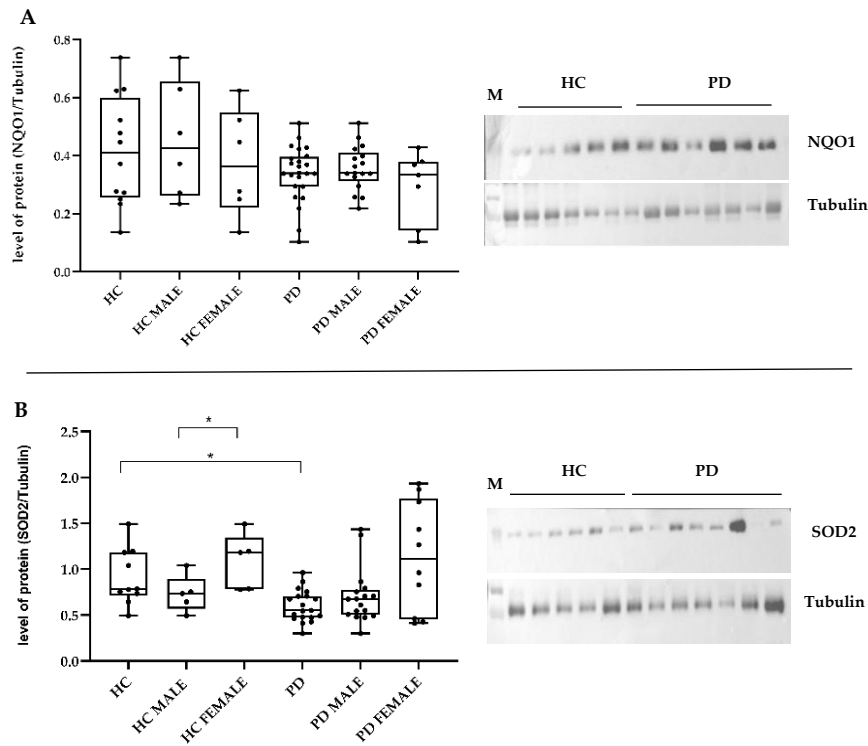 A
level of protein (NQO1/Tubulin)
0.8
0.6
0.4
0.2
0.0
HC
HC MALE
HC FEMALE
PD
PD MALE
PD FEMALE
M
HC
PD
NQO1
Tubulin
B
level of protein (SOD2/Tubulin)
2.5
2.0
1.5
1.0
0.5
0.0
*
*
HC
HC MALE
HC FEMALE
PD
PD MALE
PD FEMALE
M
HC
PD
SOD2
Tubulin